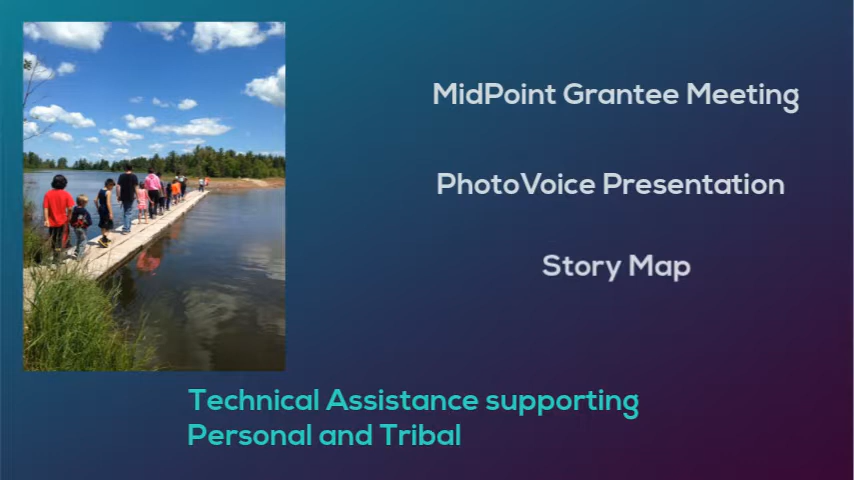 MidPoint Grantee Meeting
PhotoVoice Presentation
Story Map
Technical Assistance supporting
Personal and Tribal